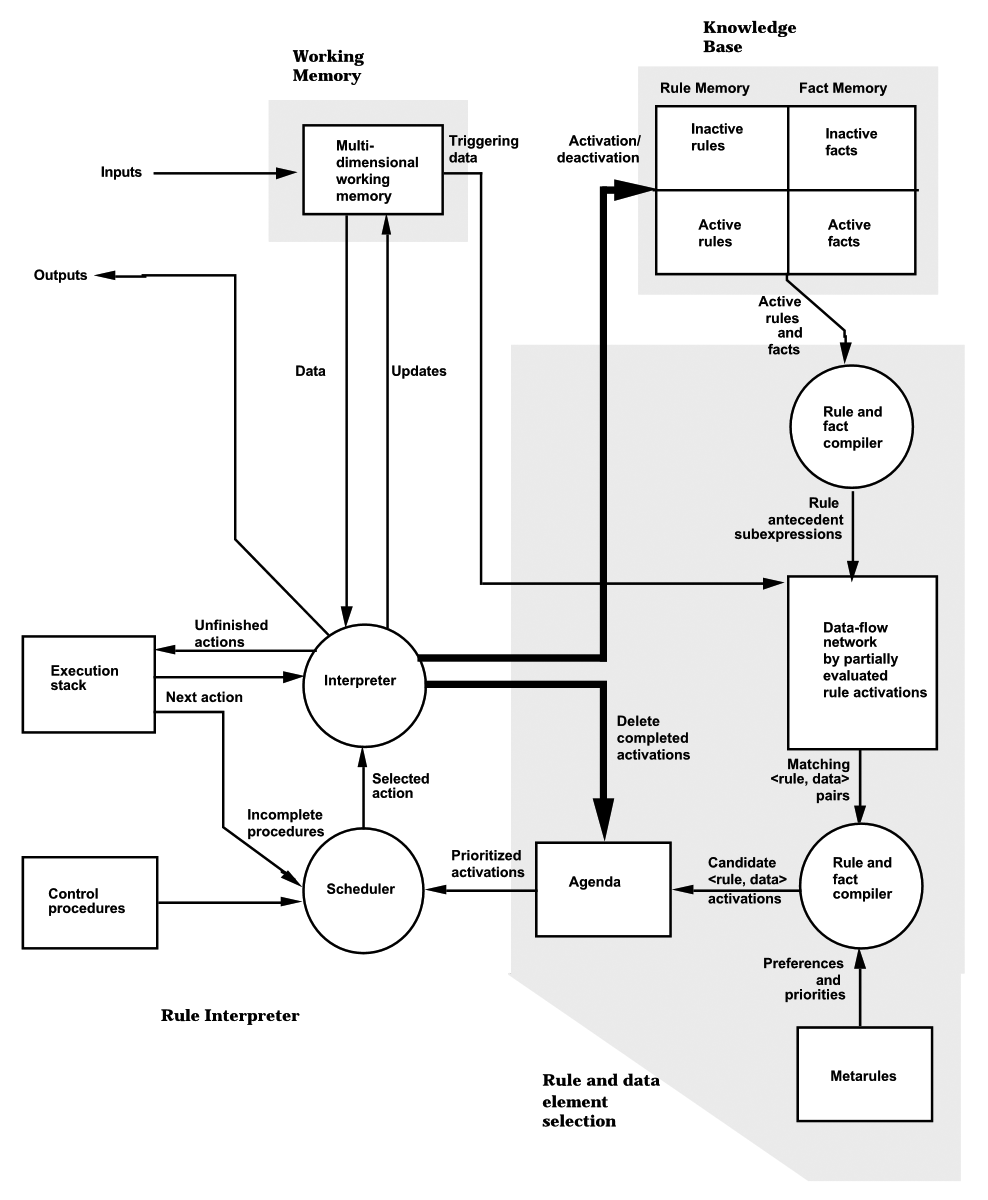 Knowledge
Base
Working
Memory
Rule Memory
Fact Memory
Inactive
rules
Inactive
facts
Active
rules
Active
facts
Multi-
dimensional
working
memory
Triggering
data
Activation/
deactivation
Inputs
Outputs
Active
rules
and
facts
Data
Updates
Rule and
fact
compiler
Rule
antecedent
subexpressions
Unfinished
actions
Execution
stack
Next action
Interpreter
Data-flow
network
by partially
evaluated
rule activations
Delete
completed
activations
Matching
<rule, data>
pairs
Selected
action
Incomplete
procedures
Control
procedures
Scheduler
Prioritized
activations
Agenda
Candidate
<rule, data>
activations
Rule and
fact
compiler
Preferences
and
priorities
Rule Interpreter
Metarules
Rule and data
element
selection